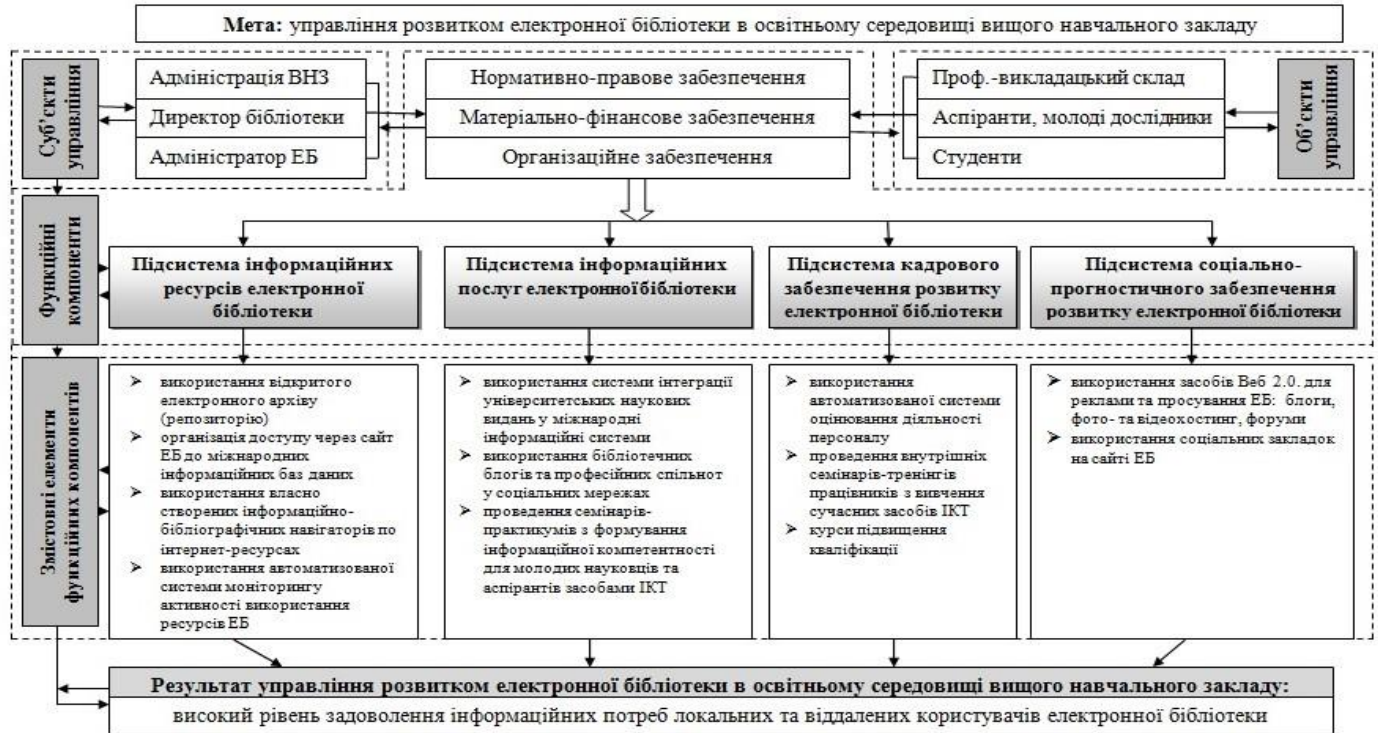 Мета: управління розвитком електронної бібліотеки в освітньому середовищі вищого навчального закладу
Суб’єкти
управління
Адміністрація ВНЗ
Директор бібліотеки
Адміністратор ЕБ
Нормативно-правове забезпечення
Матеріально-фінансове забезпечення
Організаційне забезпечення
Проф.-викладацький склад
Аспіранти, молоді дослідники
Студенти
Об’єкти
управління
Функційні
компоненти
Підсистема інформаційних
ресурсів електронної
бібліотеки
Підсистема інформаційних
послуг електронної бібліотеки
Підсистема кадрового
забезпечення розвитку
електронної бібліотеки
Підсистема соціально-
прогностичного забезпечення
розвитку електронної бібліотеки
Змістовні елементи
функційних компонентів
➢ використання відкритого
електронного архіву
(репозиторію)
➢ організація доступу через сайт
ЕБ до міжнародних
інформаційних баз даних
➢ використання власно
створених інформаційно-
бібліографічних навігаторів по
інтернет-ресурсах
➢ використання автоматизованої
системи моніторингу
активності використання
ресурсів ЕБ
➢ використання системи інтеграції
університетських наукових
видань у міжнародні
інформаційні системи
➢ використання бібліотечних
блогів та професійних спільнот
у соціальних мережах
➢ проведення семінарів-
практикумів з формування
інформаційної компетентності
для молодих науковців та
аспірантів засобами ІКТ
➢ використання
автоматизованої системи
оцінювання діяльності
персоналу
➢ проведення внутрішніх
семінарів-тренінгів
працівників з вивчення
сучасних засобів ІКТ
➢ курси підвищення
кваліфікації
➢ використання засобів Веб 2.0. для
реклами та просування ЕБ: блоги,
фото- та відеохостинг, форуми
➢ використання соціальних закладок
на сайті ЕБ
Результат управління розвитком електронної бібліотеки в освітньому середовищі вищого навчального закладу:
високий рівень задоволення інформаційних потреб локальних та віддалених користувачів електронної бібліотеки